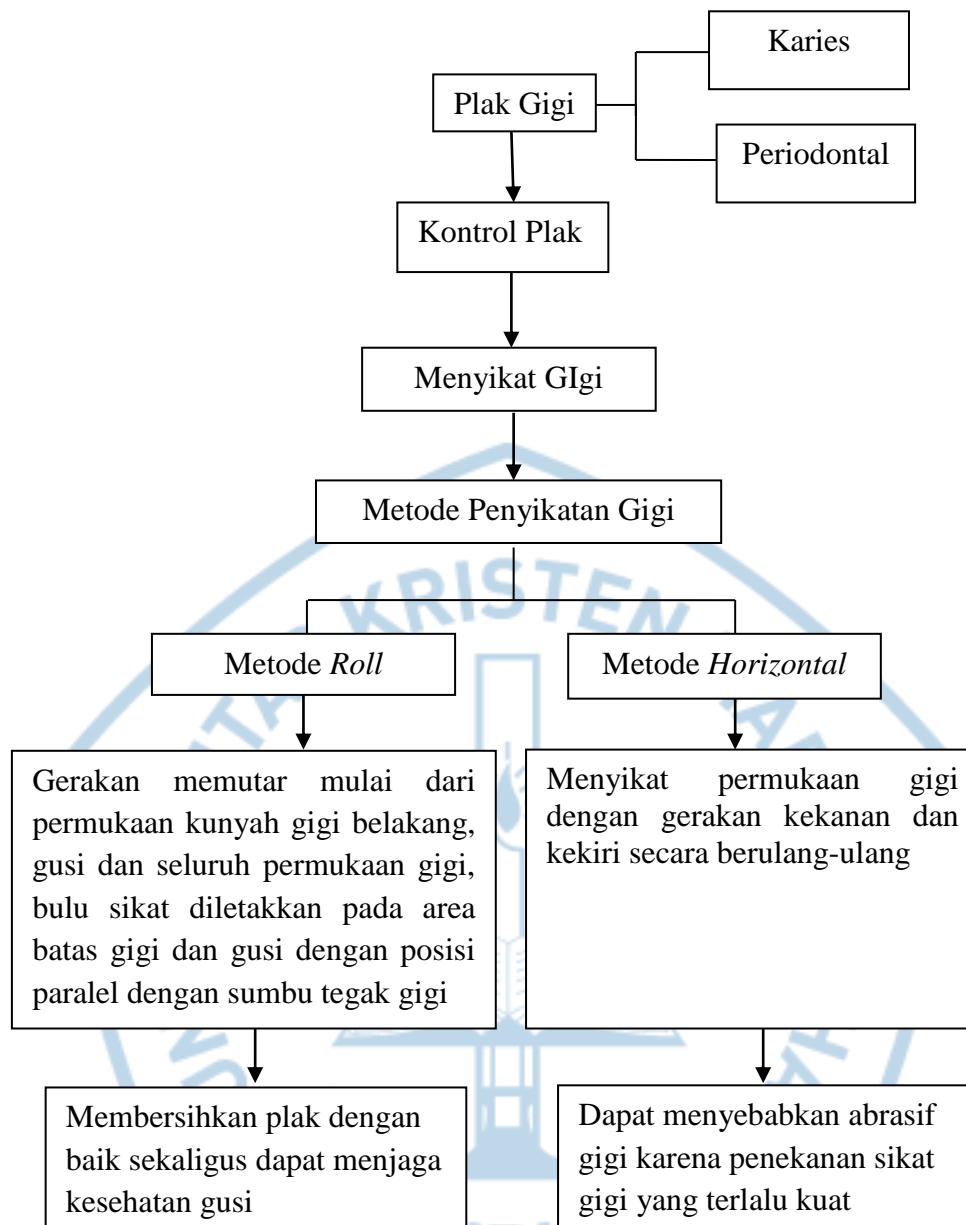 Karies
Plak Gigi
Periodontal
Kontrol Plak
Menyikat GIgi
Metode Penyikatan Gigi
KRISTEN
Metode Roll
Metode Horizontal
Gerakan memutar mulai dari
permukaan kunyah gigi belakang,
gusi dan seluruh permukaan gigi,
bulu sikat diletakkan pada area
batas gigi dan gusi dengan posisi
paralel dengan sumbu tegak gigi
Menyikat permukaan gigi
dengan gerakan kekanan dan
kekiri secara berulang-ulang
Membersihkan plak dengan
baik sekaligus dapat menjaga
kesehatan gusi
Dapat menyebabkan abrasif
gigi karena penekanan sikat
gigi yang terlalu kuat